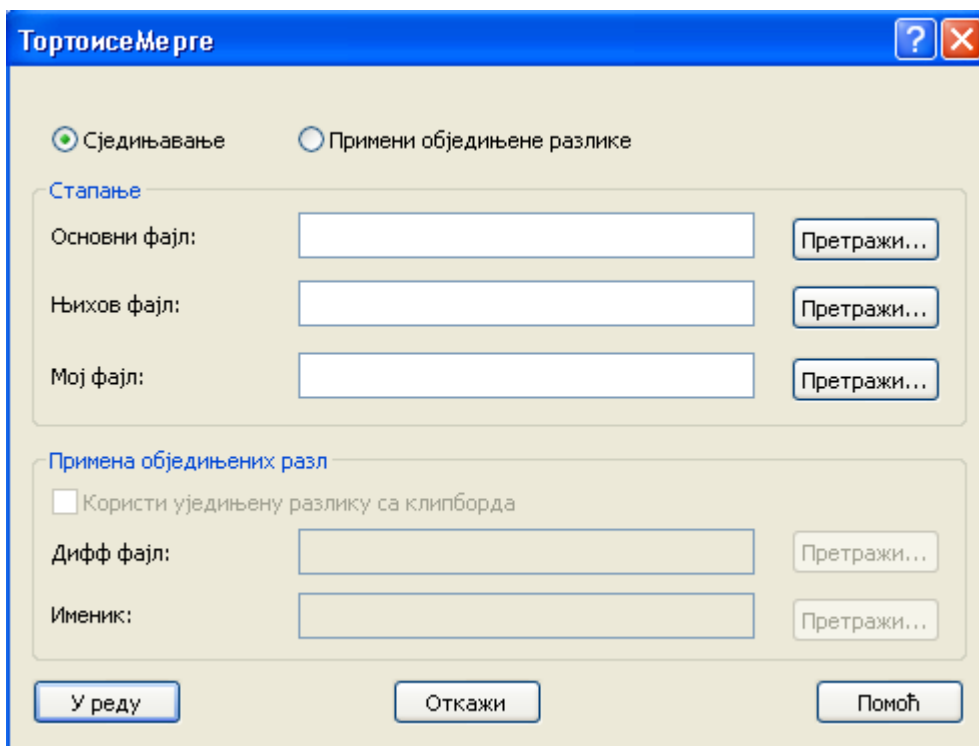 ТортоисеМерге
Сједињавање Примени обједињене разлике
Стапање
Основни фајл: Претражи...
Њихов фајл: Претражи...
Мој фајл: Претражи...
Примена обједињених разл
Користи уједињену разлику са клипборда
Дифф фајл: Претражи...
Именик: Претражи...
У реду Откажи Помоћ